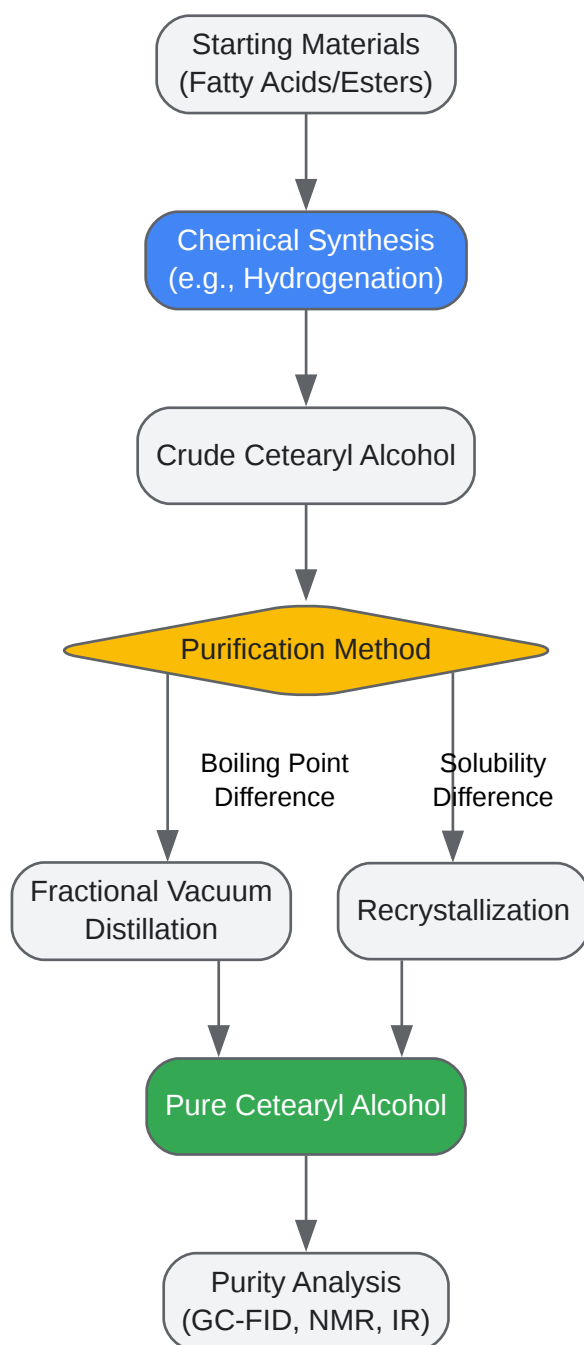 Starting Materials
(Fatty Acids/Esters)
Chemical Synthesis
(e.g., Hydrogenation)
Crude Cetearyl Alcohol
Purification Method
Boiling Point
Difference
Solubility
Difference
Fractional Vacuum
Distillation
Recrystallization
Pure Cetearyl Alcohol
Purity Analysis
(GC-FID, NMR, IR)